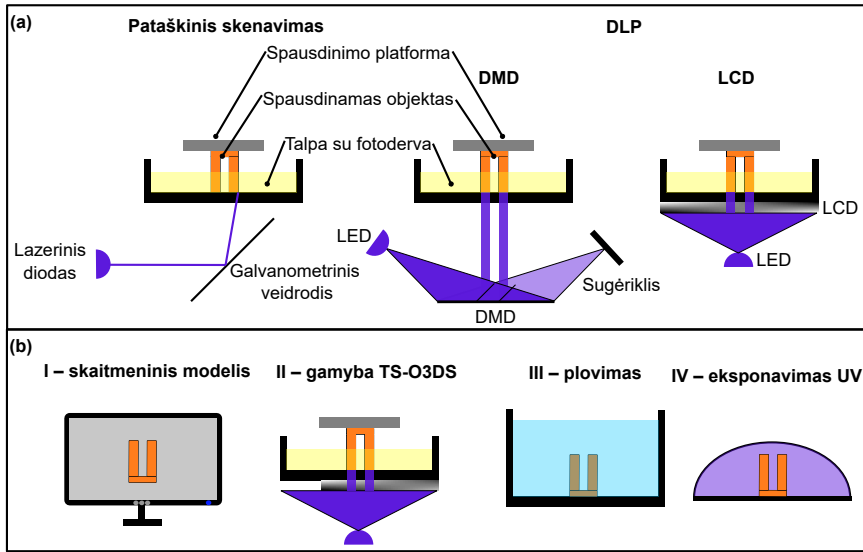 (a)
Pataškinis skenavimas
DLP
Spausdinimo platforma
DMD
LCD
Spausdinamas objektas
Talpa su fotoderva
LCD
LED
Lazerinis
diodas
LED
Galvanometrinis
veidrodis
Sugėriklis
DMD
(b)
I – skaitmeninis modelis
II – gamyba TS-O3DS
III – plovimas
IV – eksponavimas UV